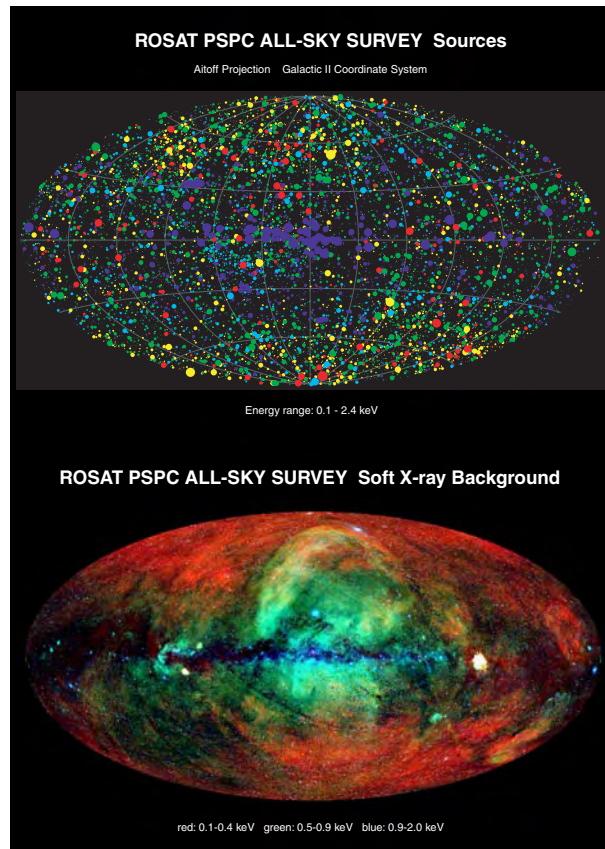 ROSAT PSPC ALL-SKY SURVEY Sources
Aitoff Projection Galactic II Coordinate System
Energy range: 0.1 - 2.4 keV
ROSAT PSPC ALL-SKY SURVEY Soft X-ray Background
red: 0.1-0.4 keV green: 0.5-0.9 keV blue: 0.9-2.0 keV